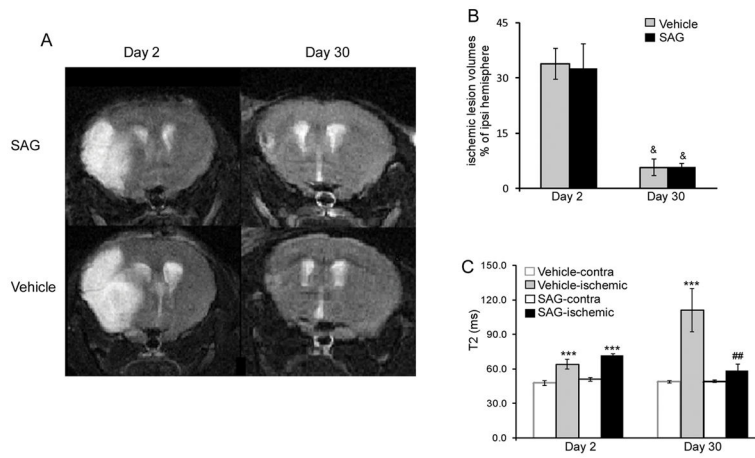 A
Day 2
Day 30
SAG
Vehicle
B
Vehicle
SAG
ischemic lesion volumes
% of ipsi hemisphere
45
30
15
0
&
&
Day 2
Day 30
C
Vehicle-contra
Vehicle-ischemic
SAG-contra
SAG-ischemic
T2 (ms)
150.0
120.0
90.0
60.0
30.0
0.0
***
***
***
##
Day 2
Day 30